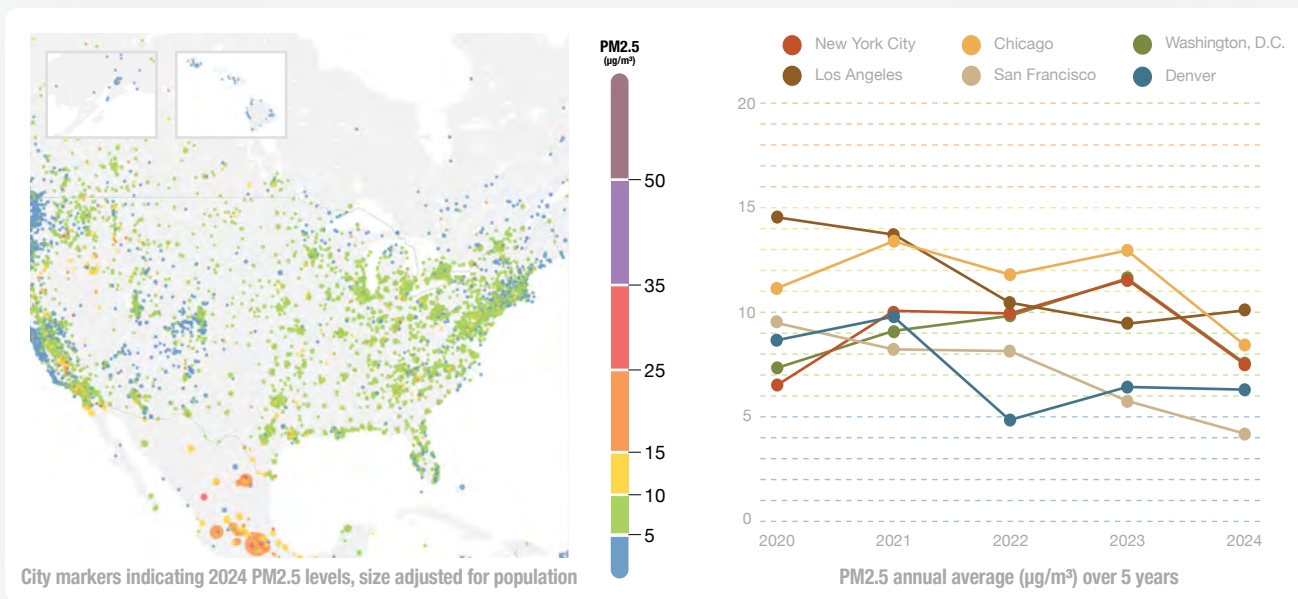 PM2.5
(µg/m³)
50
35
25
15
10
5
City markers indicating 2024 PM2.5 levels, size adjusted for population
New York City
Chicago
Washington, D.C.
Los Angeles
San Francisco
Denver
20
15
10
5
0
2020 2021 2022 2023 2024
PM2.5 annual average (µg/m³) over 5 years